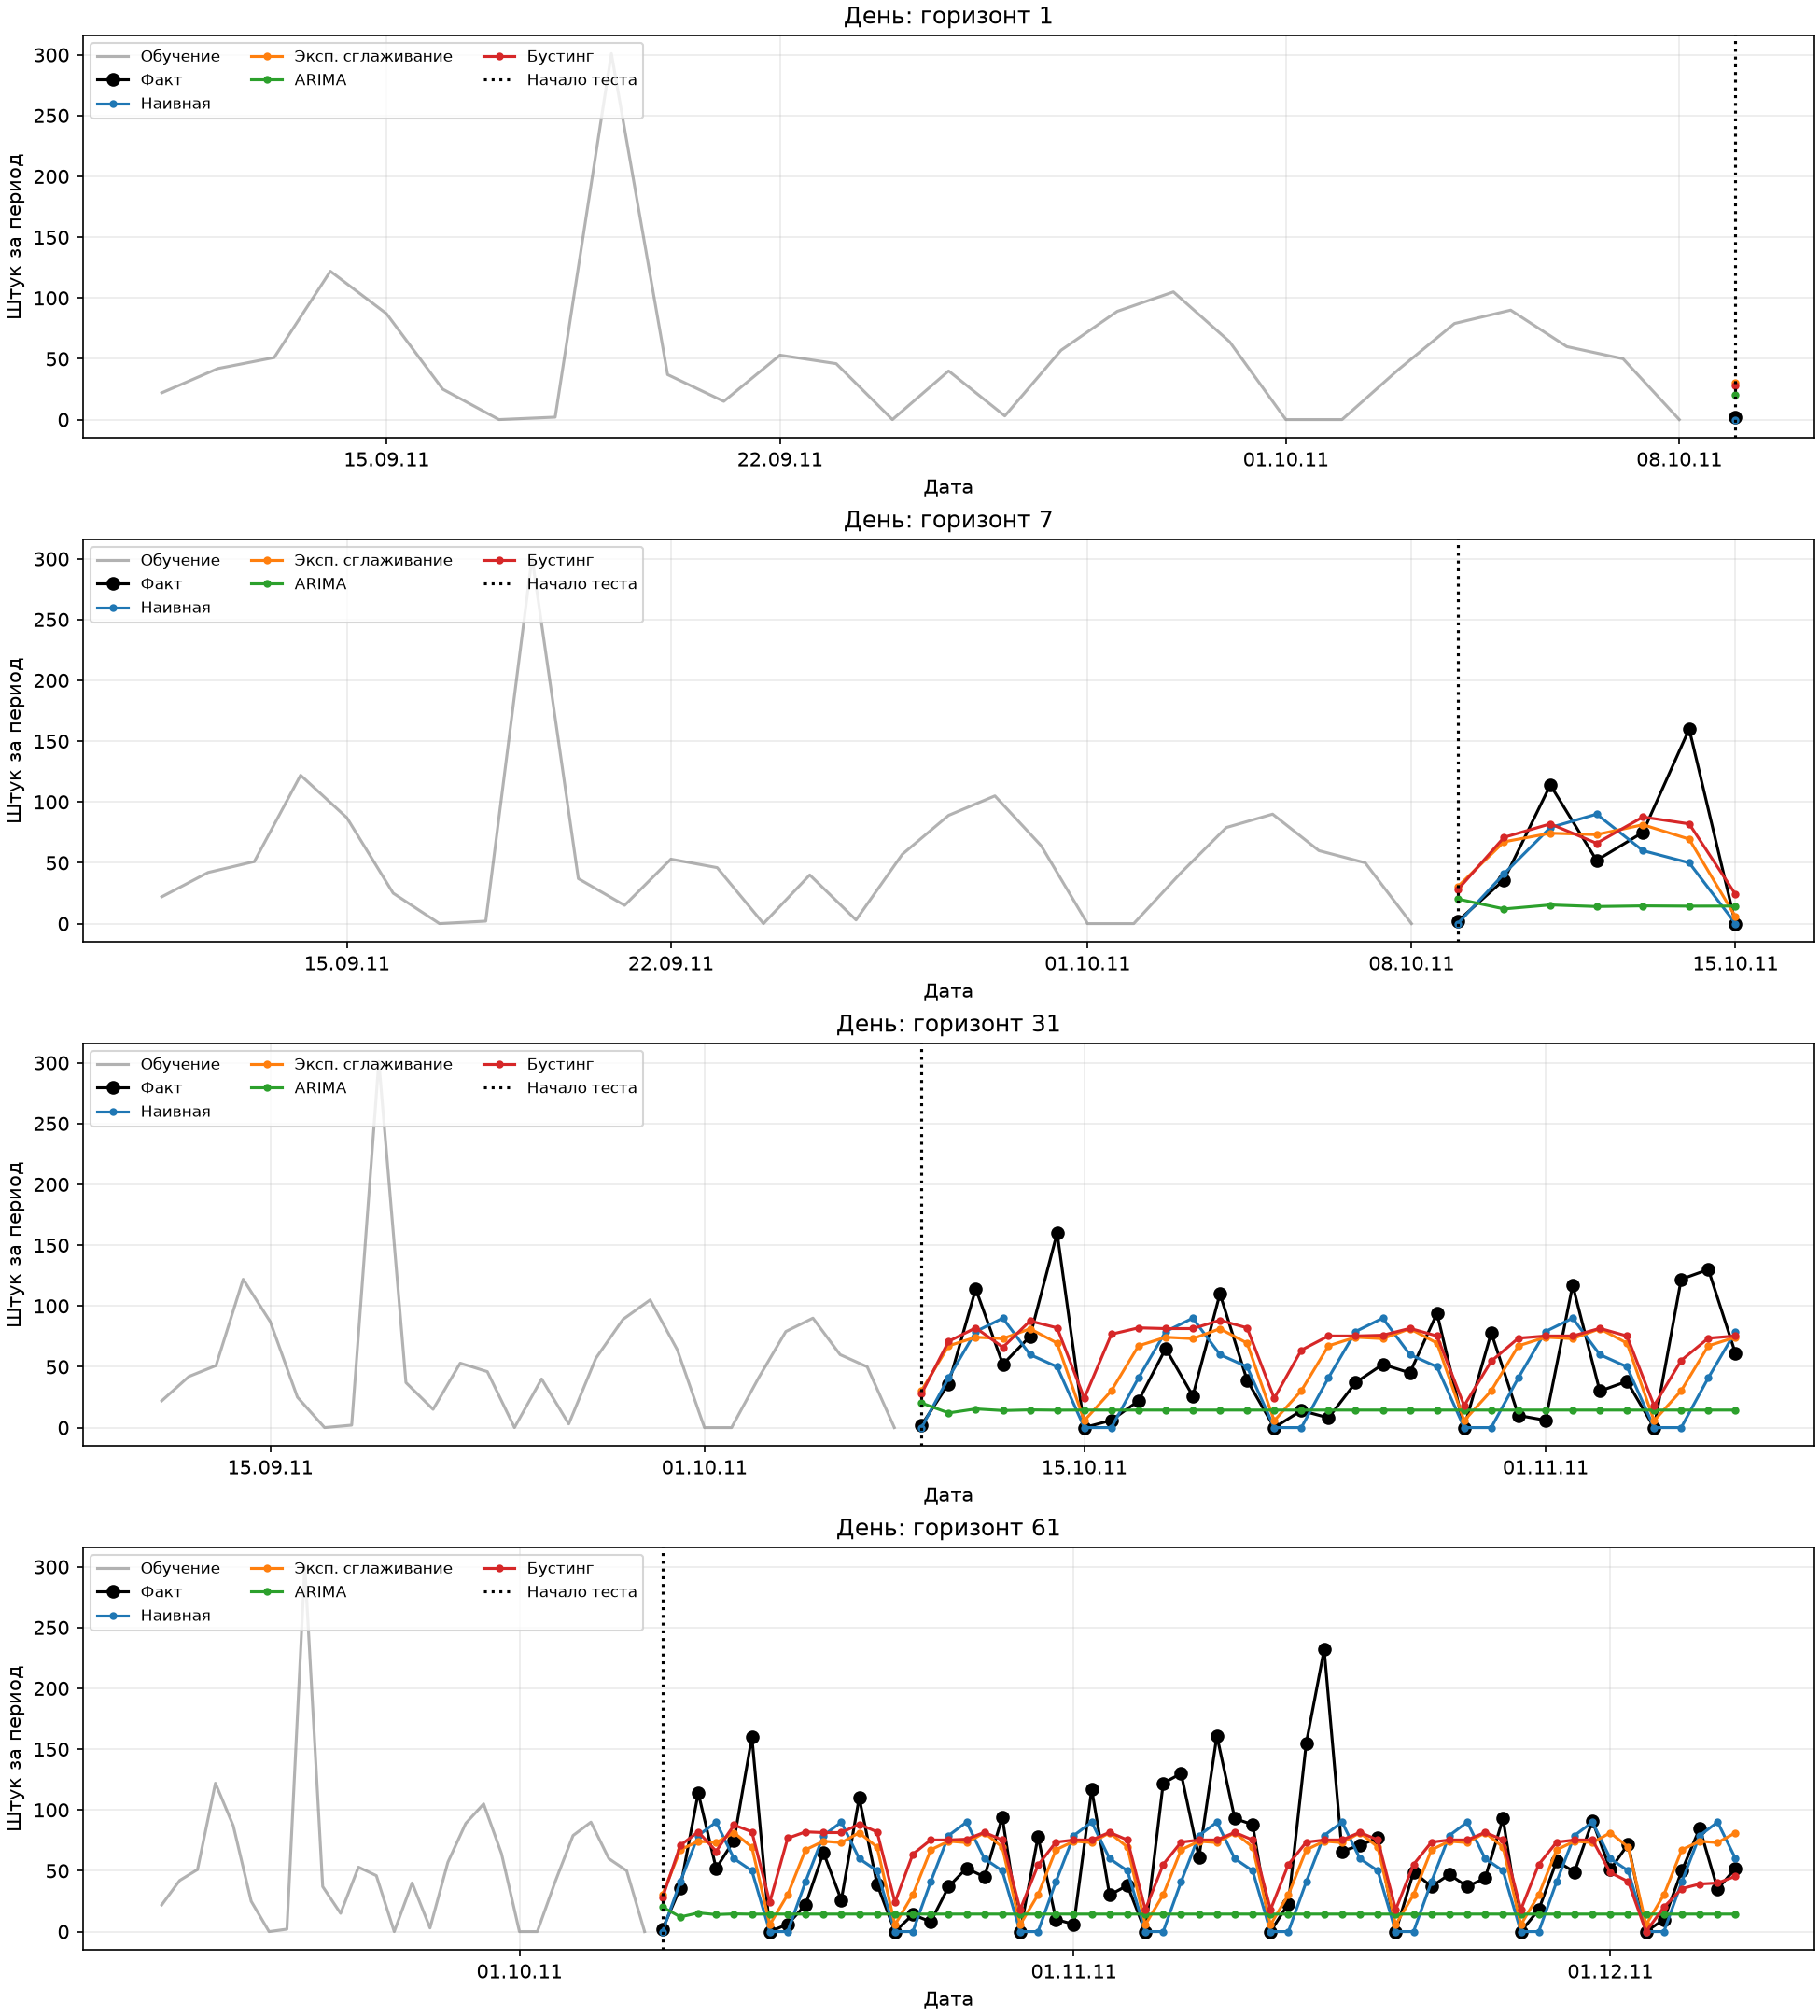 День: горизонт 1
Штук за период
300
250
200
150
100
50
0
Обучение
Факт
Наивная
Эксп. сглаживание
ARIMA
Бустинг
Начало теста
15.09.11 22.09.11 01.10.11 08.10.11
Дата
День: горизонт 7
Штук за период
300
250
200
150
100
50
0
Обучение
Факт
Наивная
Эксп. сглаживание
ARIMA
Бустинг
Начало теста
15.09.11 22.09.11 01.10.11 08.10.11 15.10.11
Дата
День: горизонт 31
Штук за период
300
250
200
150
100
50
0
Обучение
Факт
Наивная
Эксп. сглаживание
ARIMA
Бустинг
Начало теста
15.09.11 01.10.11 15.10.11 01.11.11
Дата
День: горизонт 61
Штук за период
300
250
200
150
100
50
0
Обучение
Факт
Наивная
Эксп. сглаживание
ARIMA
Бустинг
Начало теста
01.10.11 01.11.11 01.12.11
Дата